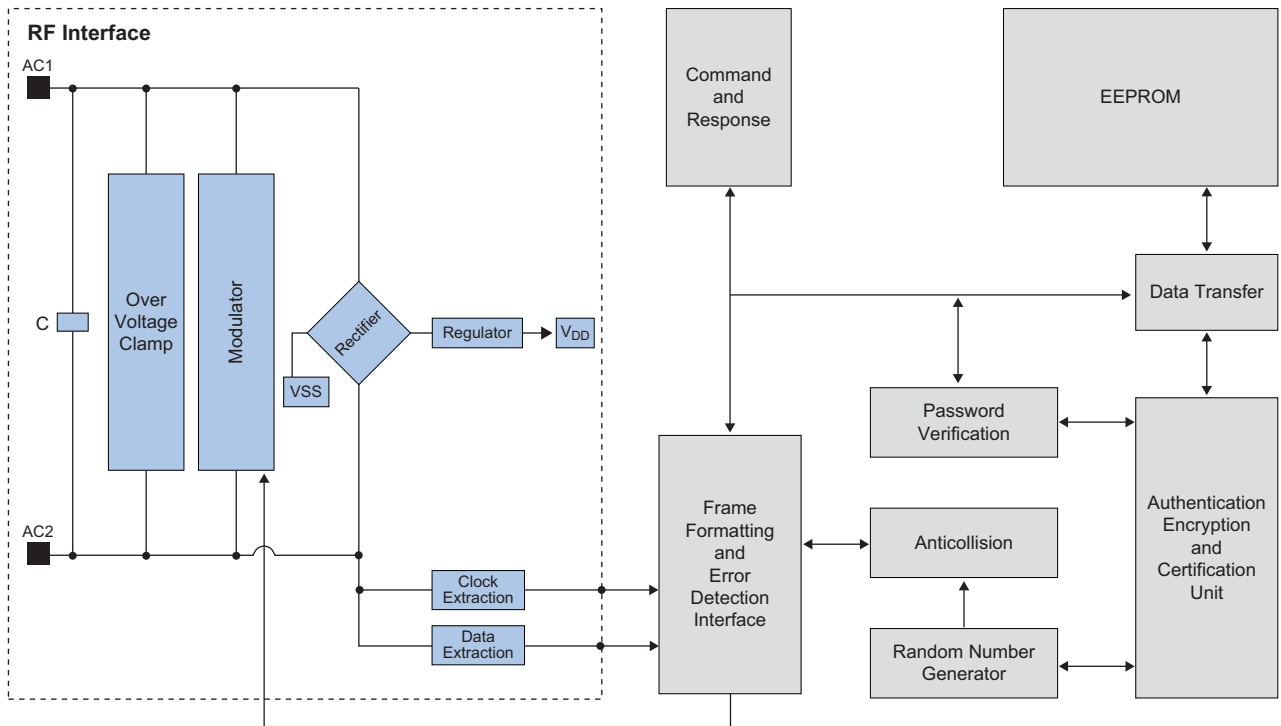 RF Interface
AC1
C
Over
Voltage
Clamp
Modulator
Rectifier
VSS
Regulator
VDD
AC2
Clock
Extraction
Data
Extraction
Command
and
Response
EEPROM
Data Transfer
Password
Verification
Frame
Formatting
and
Error
Detection
Interface
Anticollision
Random Number
Generator
Authentication
Encryption
and
Certification
Unit